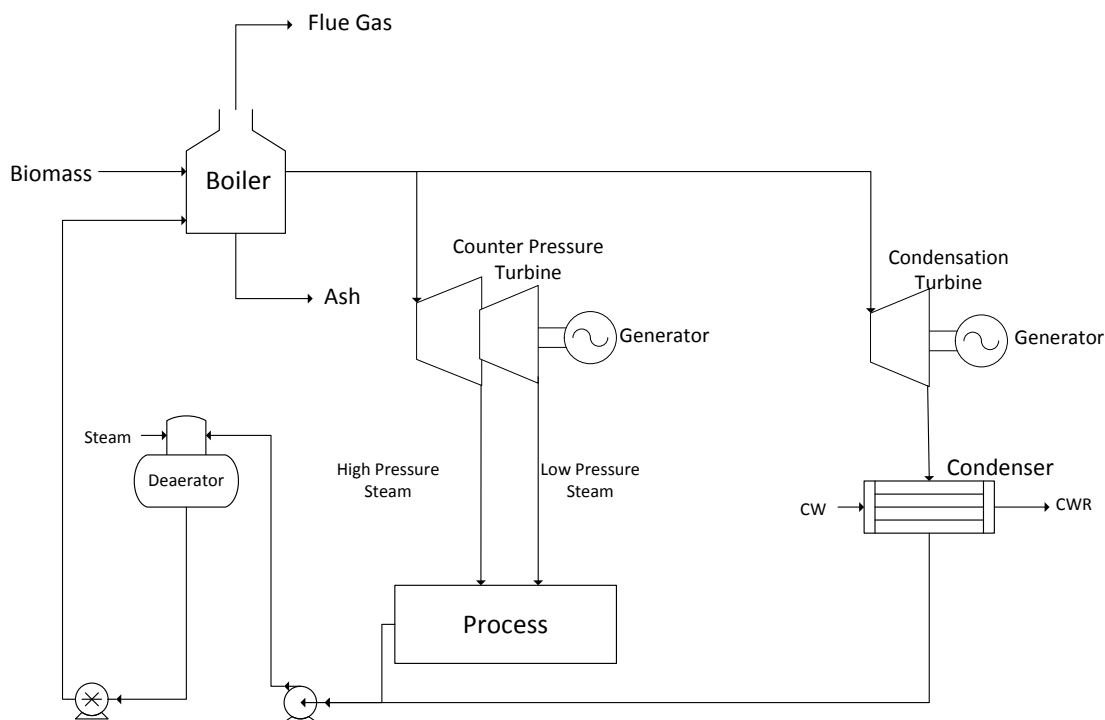 Flue Gas
Biomass
Boiler
Ash
Counter Pressure
Turbine
Generator
Condensation
Turbine
Generator
Steam
Deaerator
High Pressure
Steam
Low Pressure
Steam
Condenser
CW
CWR
Process